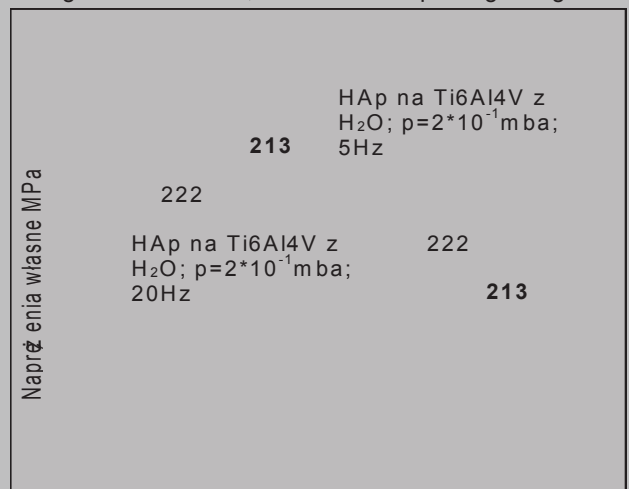 HAp na Ti6Al4V z
H₂O; p=2*10⁻¹mba;
5Hz
213
222
HAp na Ti6Al4V z
H₂O; p=2*10⁻¹mba;
20Hz
222
213
Naprężenia własne MPa